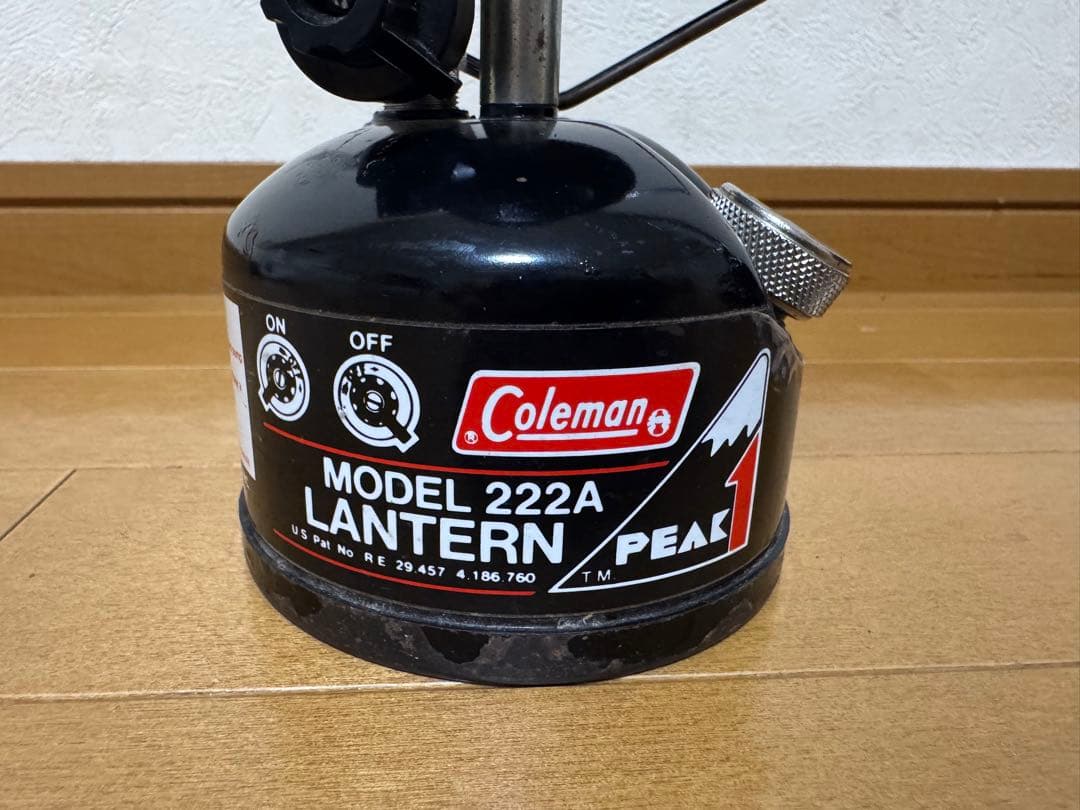 ON
OFF
Coleman
®
MODEL 222A
LANTERN
US Pat No RE 29.457 4.186.760
PEAK 1
TM